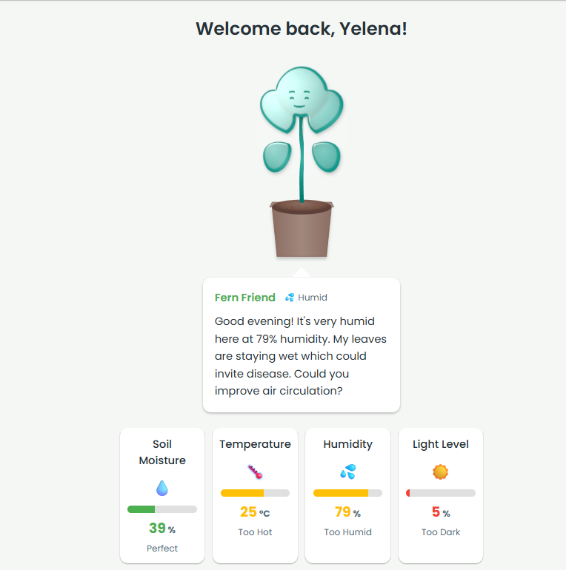 Welcome back, Yelena!
Fern Friend 💦 Humid
Good evening! It's very humid
here at 79% humidity. My leaves
are staying wet which could
invite disease. Could you
improve air circulation?
Soil
Moisture
39 %
Perfect
Temperature
25 °C
Too Hot
Humidity
79 %
Too Humid
Light Level
5 %
Too Dark